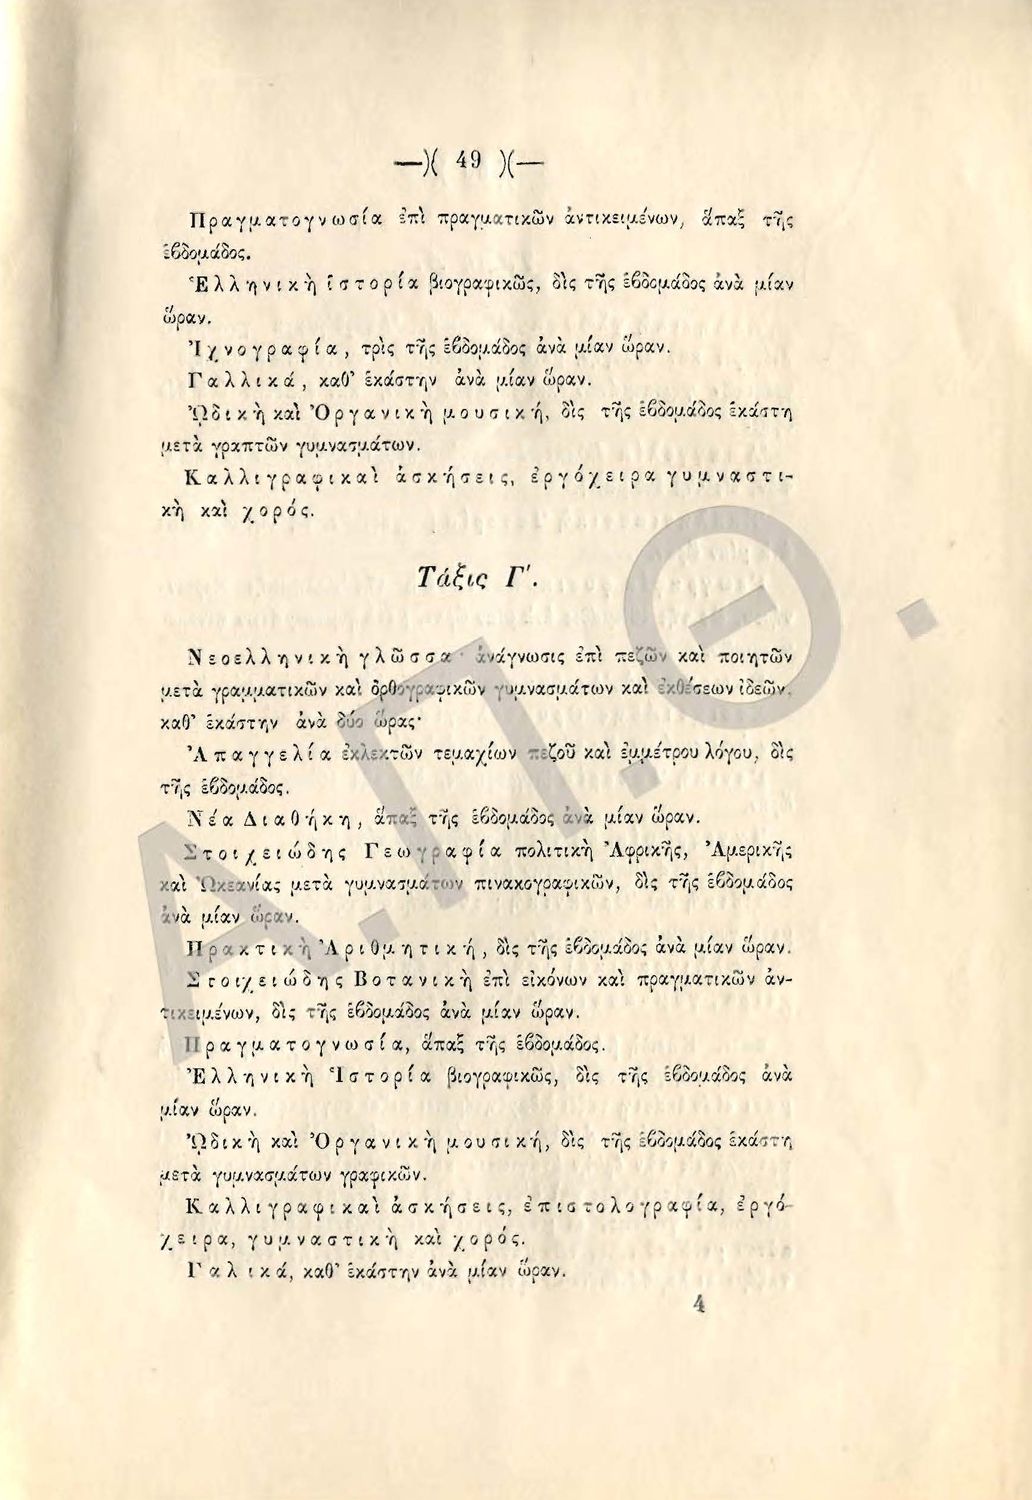 —)( 49 )(—
Πραγματογνωσία ἐπὶ πραγματικῶν ἀντικειμένων, ἅπαξ τῆς
ἑβδομάδος.
Ἑλληνικὴ ἱστορία βιογραφικῶς, δὶς τῆς ἑβδομάδος ἀνὰ μίαν
ὥραν.
Ἰχνογραφία, τρὶς τῆς ἑβδομάδος ἀνὰ μίαν ὥραν.
Γαλλικά, καθ' ἑκάστην ἀνὰ μίαν ὥραν.
Ὠδικὴ καὶ Ὀργανικὴ μουσική, δὶς τῆς ἑβδομάδος ἑκάστη
μετὰ γραπτῶν γυμνασμάτων.
Καλλιγραφικαὶ ἀσκήσεις, ἐργόχειρα γυμναστι-
κὴ καὶ χορός.
Τάξις Γ'.
Νεοελληνικὴ γλῶσσα· ἀνάγνωσις ἐπὶ πεζῶν καὶ ποιητῶν
μετὰ γραμματικῶν καὶ ὀρθογραφικῶν γυμνασμάτων καὶ ἐκθέσεων ἰδεῶν,
καθ' ἑκάστην ἀνὰ δύο ὥρας·
Ἀπαγγελία ἐκλεκτῶν τεμαχίων πεζοῦ καὶ ἐμμέτρου λόγου, δὶς
τῆς ἑβδομάδος.
Νέα Διαθήκη, ἅπαξ τῆς ἑβδομάδος ἀνὰ μίαν ὥραν.
Στοιχειώδης Γεωγραφία πολιτικὴ Ἀφρικῆς, Ἀμερικῆς
καὶ Ὠκεανίας μετὰ γυμνασμάτων πινακογραφικῶν, δὶς τῆς ἑβδομάδος
ἀνὰ μίαν ὥραν.
Πρακτικὴ Ἀριθμητική, δὶς τῆς ἑβδομάδος ἀνὰ μίαν ὥραν.
Στοιχειώδης Βοτανικὴ ἐπὶ εἰκόνων καὶ πραγματικῶν ἀν-
τικειμένων, δὶς τῆς ἑβδομάδος ἀνὰ μίαν ὥραν.
Πραγματογνωσία, ἅπαξ τῆς ἑβδομάδος.
Ἑλληνικὴ Ἱστορία βιογραφικῶς, δὶς τῆς ἑβδομάδος ἀνὰ
μίαν ὥραν.
Ὠδικὴ καὶ Ὀργανικὴ μουσική, δὶς τῆς ἑβδομάδος ἑκάστη
μετὰ γυμνασμάτων γραφικῶν.
Καλλιγραφικαὶ ἀσκήσεις, ἐπιστολογραφία, ἐργό-
χειρα, γυμναστικὴ καὶ χορός.
Γαλικά, καθ' ἑκάστην ἀνὰ μίαν ὥραν.
4
Α.Π.Θ.